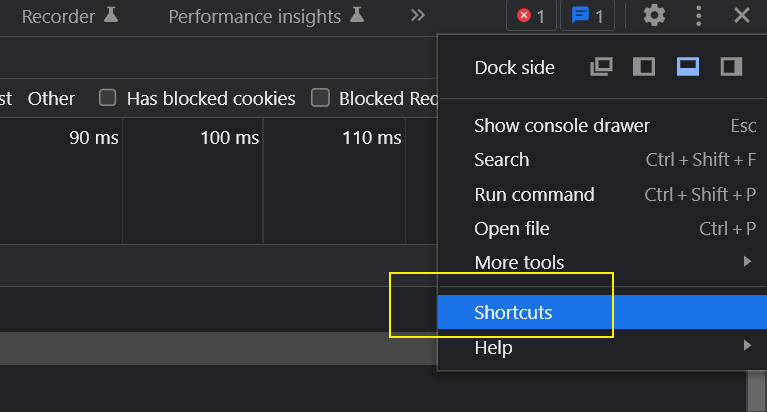 Recorder Performance insights 1 1
Dock side
st Other Has blocked cookies Blocked Req
90 ms 100 ms 110 ms
Show console drawer Esc
Search Ctrl + Shift + F
Run command Ctrl + Shift + P
Open file Ctrl + P
More tools
Shortcuts
Help